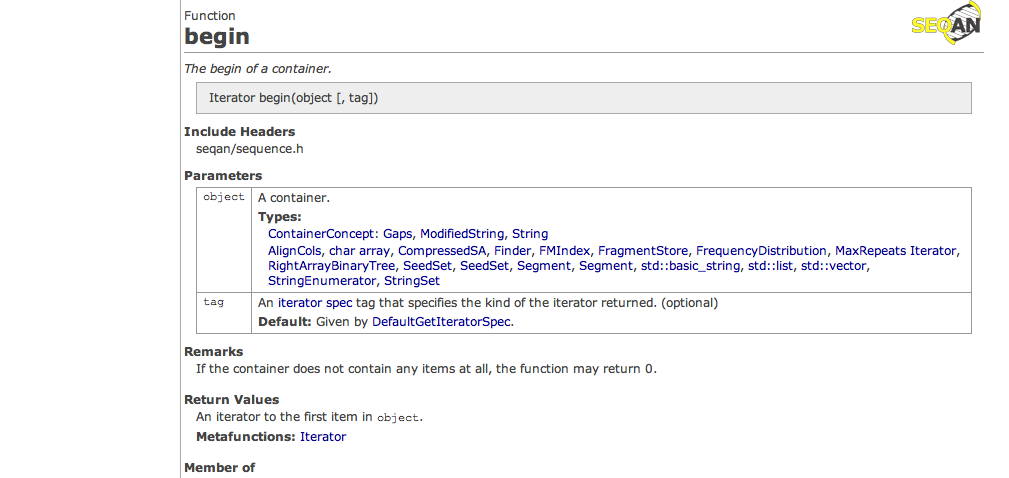 Function
SEQAN
begin
The begin of a container.
Iterator begin(object [, tag])
Include Headers
seqan/sequence.h
Parameters
object A container.
Types:
ContainerConcept: Gaps, ModifiedString, String
AlignCols, char array, CompressedSA, Finder, FMIndex, FragmentStore, FrequencyDistribution, MaxRepeats Iterator,
RightArrayBinaryTree, SeedSet, SeedSet, Segment, Segment, std::basic_string, std::list, std::vector,
StringEnumerator, StringSet
tag An iterator spec tag that specifies the kind of the iterator returned. (optional)
Default: Given by DefaultGetIteratorSpec.
Remarks
If the container does not contain any items at all, the function may return 0.
Return Values
An iterator to the first item in object.
Metafunctions: Iterator
Member of